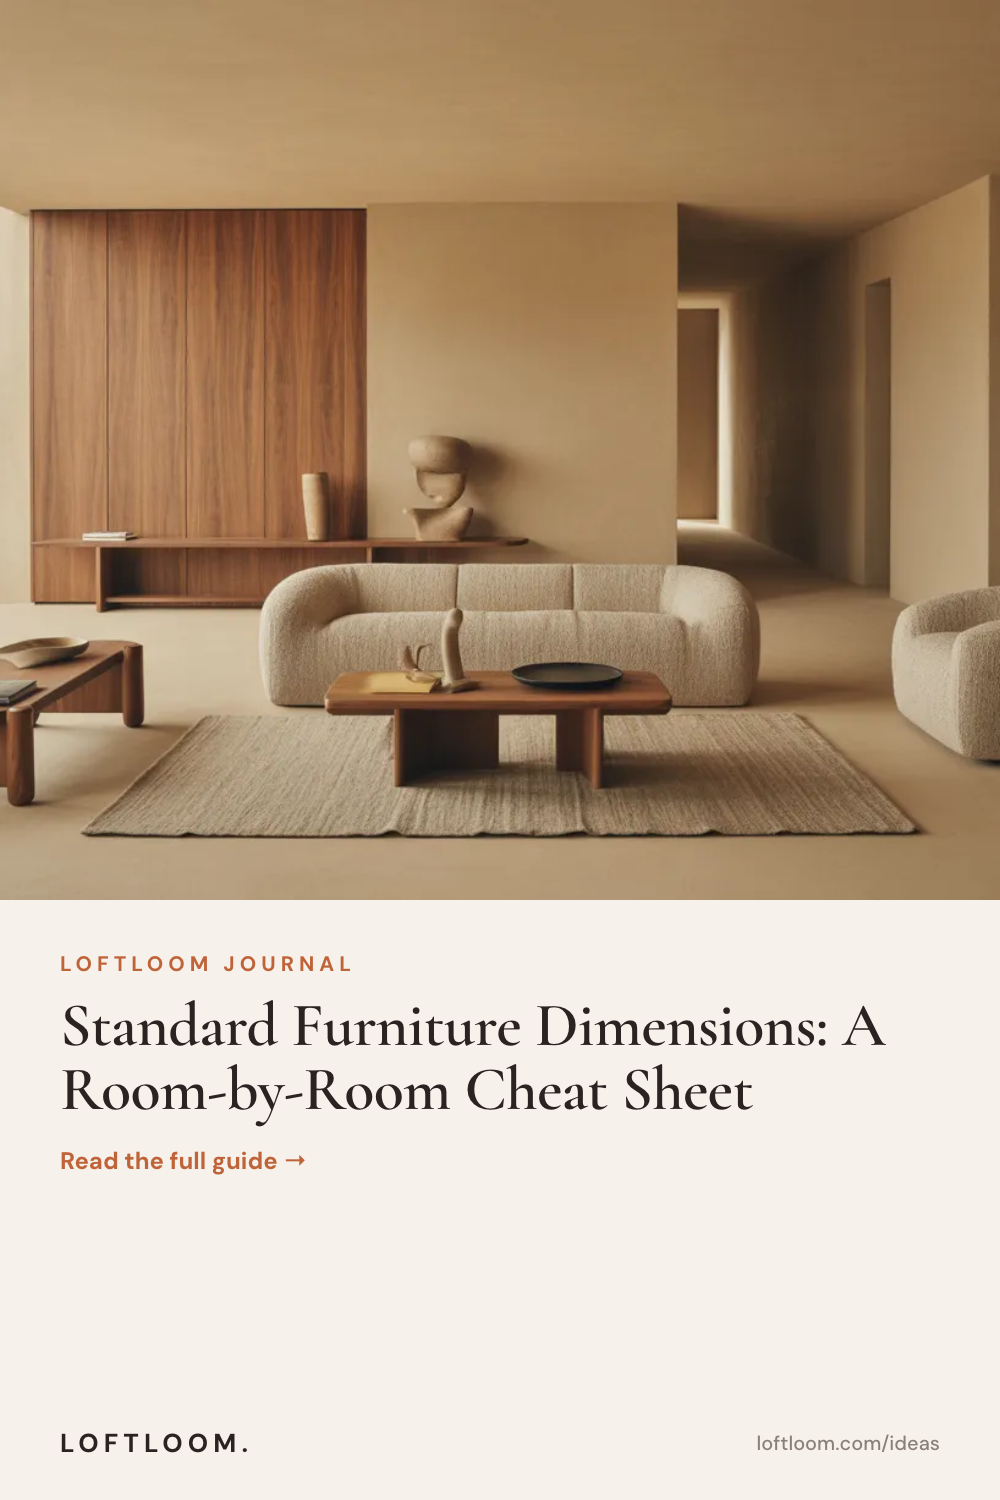 LOFTLOOM JOURNAL
Standard Furniture Dimensions: A
Room-by-Room Cheat Sheet
Read the full guide →
LOFTLOOM.
loftloom.com/ideas